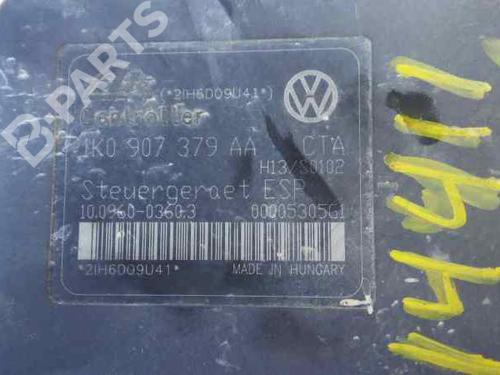 B-PARTS
(*2IH6D09U41*)
Controller
1K0 907 379 AA CTA
H13/S0102
Steuergeraet ESP
10.0960-0360.3 00005305G1
*2IH6D09U41* MADE IN HUNGARY